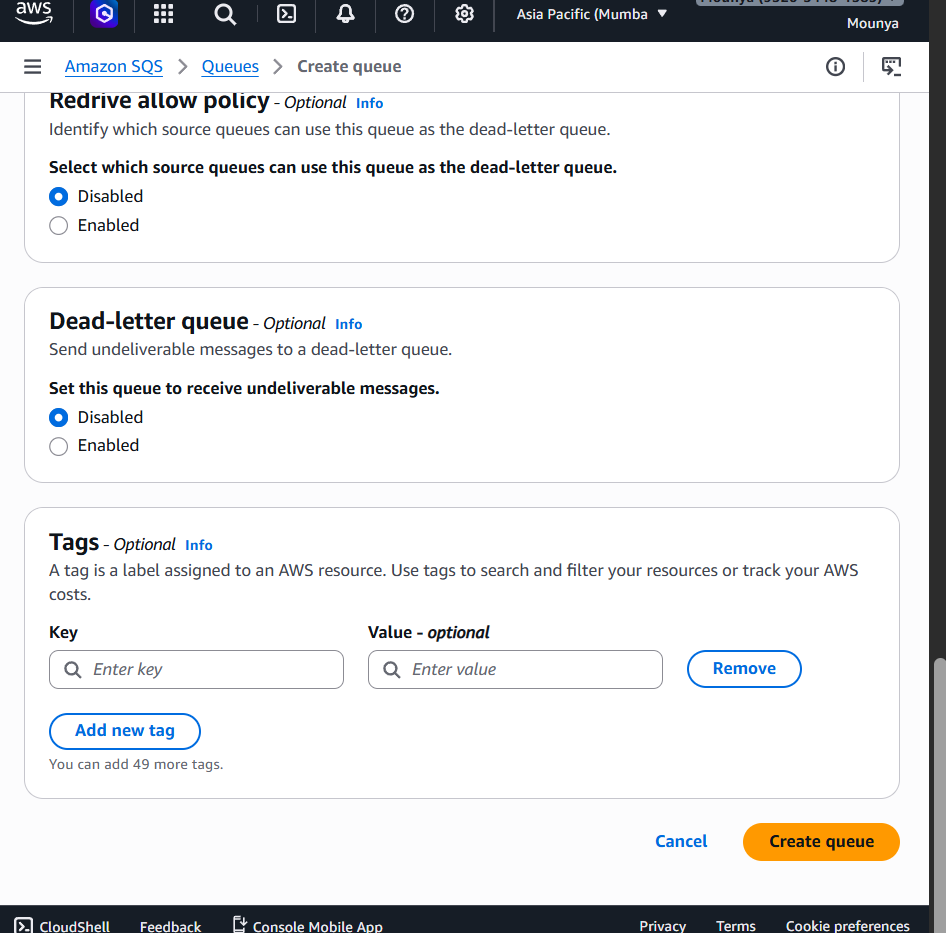 aws
Asia Pacific (Mumba
Mounya
Amazon SQS > Queues > Create queue
Redrive allow policy - Optional Info
Identify which source queues can use this queue as the dead-letter queue.
Select which source queues can use this queue as the dead-letter queue.
Disabled
Enabled
Dead-letter queue - Optional Info
Send undeliverable messages to a dead-letter queue.
Set this queue to receive undeliverable messages.
Disabled
Enabled
Tags - Optional Info
A tag is a label assigned to an AWS resource. Use tags to search and filter your resources or track your AWS
costs.
Key Value - optional
Enter key Enter value Remove
Add new tag
You can add 49 more tags.
Cancel Create queue
CloudShell Feedback Console Mobile App Privacy Terms Cookie preferences